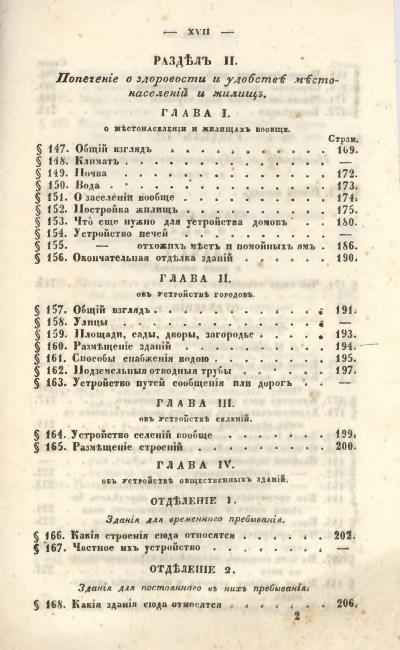 — XVII —
РАЗДѢЛЪ II.
Попеченіе о здоровости и удобствѣ мѣсто-
населеній и жилищъ.
ГЛАВА I.
О МѢСТОНАСЕЛЕНІИ И ЖИЛИЩАХЪ ВООБЩЕ.
Стран.
§ 147. Общій взглядъ . . . . . . . . . 169.
§ 148. Климатъ . . . . . . . . . . —
§ 149. Почва . . . . . . . . . . 172.
§ 150. Вода . . . . . . . . . . 173.
§ 151. О заселеніи вообще . . . . . . . 174.
§ 152. Постройка жилищъ . . . . . . . 175.
§ 153. Что еще нужно для устройства домовъ . 180.
§ 154. Устройство печей . . . . . . . —
§ 155. — отхожихъ мѣстъ и помойныхъ ямъ . 186.
§ 156. Окончательная отдѣлка зданій . . . . 190.
ГЛАВА II.
ОБЪ УСТРОЙСТВѢ ГОРОДОВЪ.
§ 157. Общій взглядъ . . . . . . . . . 191.
§ 158. Улицы . . . . . . . . . . —
§ 159. Площади, сады, дворы, загородье . . . 193.
§ 160. Размѣщеніе зданій . . . . . . . 194.
§ 161. Способы снабженія водою . . . . . 195.
§ 162. Подземельныя отводныя трубы . . . . 197.
§ 163. Устройство путей сообщенія или дорогъ . —
ГЛАВА III.
ОБЪ УСТРОЙСТВѢ СЕЛЕНІЙ.
§ 164. Устройство селеній вообще . . . . . 199.
§ 165. Размѣщеніе строеній . . . . . . 200.
ГЛАВА IV.
ОБЪ УСТРОЙСТВѢ ОБЩЕСТВЕННЫХЪ ЗДАНІЙ.
ОТДѢЛЕНІЕ 1.
Зданія для временнаго пребыванія.
§ 166. Какія строенія сюда относятся . . . . 202.
§ 167. Частное ихъ устройство . . . . . . —
ОТДѢЛЕНІЕ 2.
Зданія для постояннаго въ нихъ пребыванія.
§ 168. Какія зданія сюда относятся . . . . . 206.
2